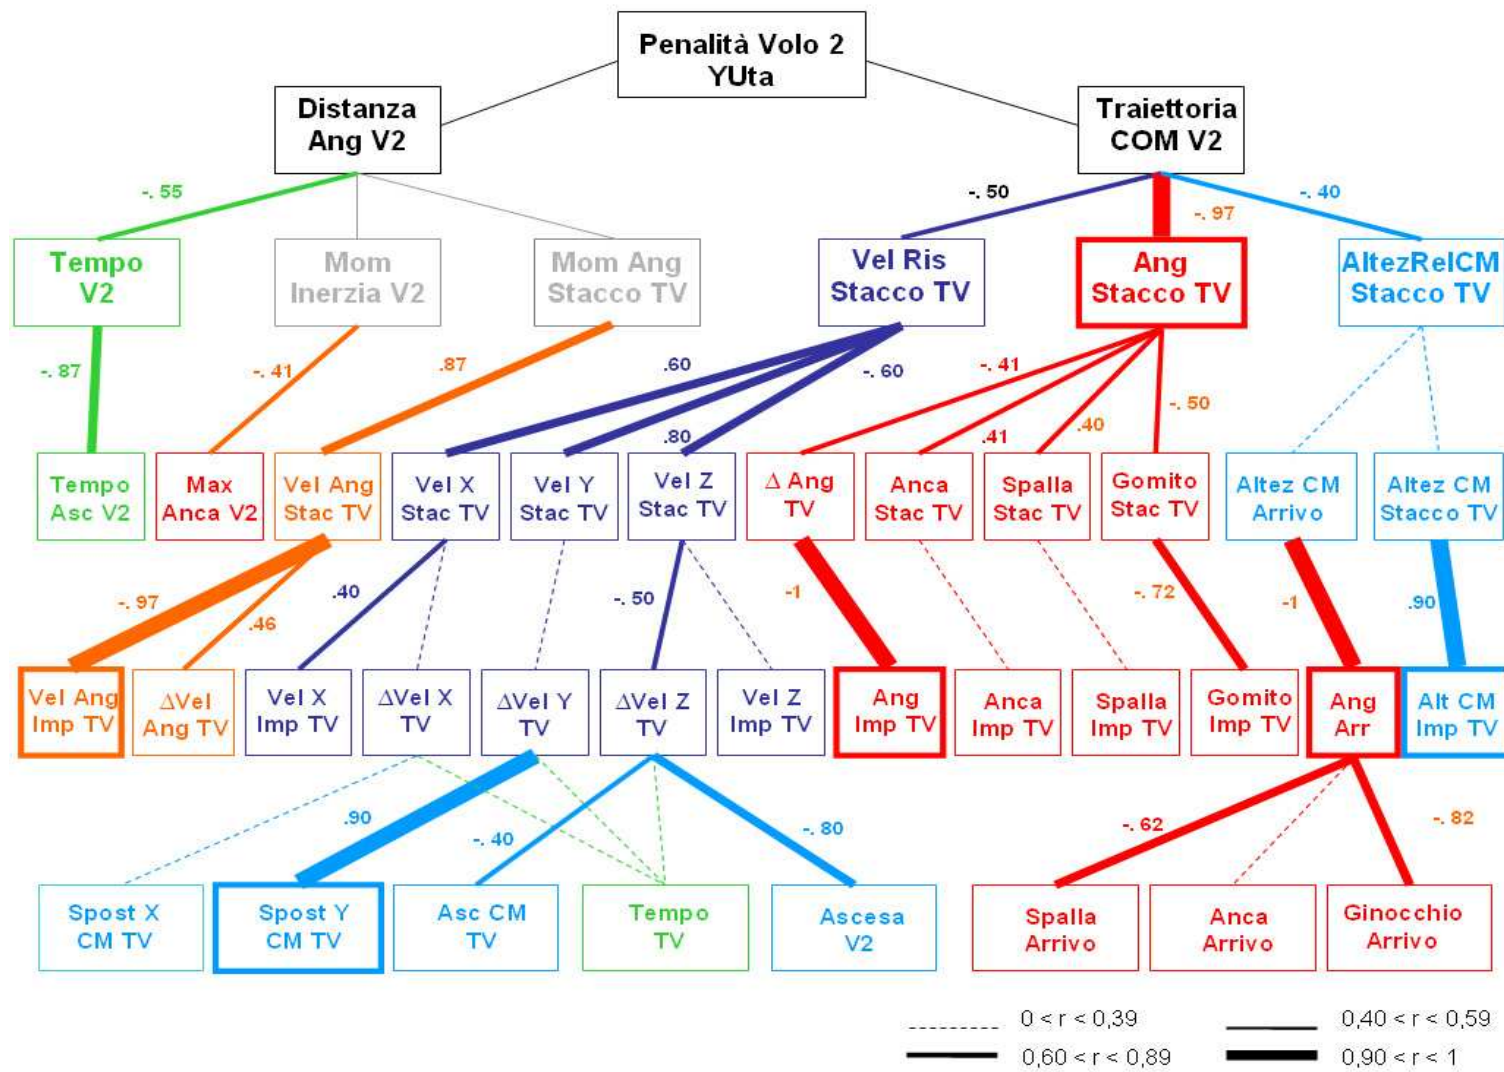 Penalità Volo 2
YUta
Distanza
Ang V2
Traiettoria
COM V2
-. 55
-. 50
-. 97
-. 40
Tempo
V2
Mom
Inerzia V2
Mom Ang
Stacco TV
Vel Ris
Stacco TV
Ang
Stacco TV
AltezRelCM
Stacco TV
-. 87
-. 41
.87
.60
-. 60
.80
-. 41
.41
.40
-. 50
Tempo
Asc V2
Max
Anca V2
Vel Ang
Stac TV
Vel X
Stac TV
Vel Y
Stac TV
Vel Z
Stac TV
Δ Ang
TV
Anca
Stac TV
Spalla
Stac TV
Gomito
Stac TV
Altez CM
Arrivo
Altez CM
Stacco TV
-. 97
.46
.40
-. 50
-1
-. 72
-1
.90
Vel Ang
Imp TV
ΔVel
Ang TV
Vel X
Imp TV
ΔVel X
TV
ΔVel Y
TV
ΔVel Z
TV
Vel Z
Imp TV
Ang
Imp TV
Anca
Imp TV
Spalla
Imp TV
Gomito
Imp TV
Ang
Arr
Alt CM
Imp TV
.90
-. 40
-. 80
-. 62
-. 82
Spost X
CM TV
Spost Y
CM TV
Asc CM
TV
Tempo
TV
Ascesa
V2
Spalla
Arrivo
Anca
Arrivo
Ginocchio
Arrivo
0 < r < 0,39
0,40 < r < 0,59
0,60 < r < 0,89
0,90 < r < 1